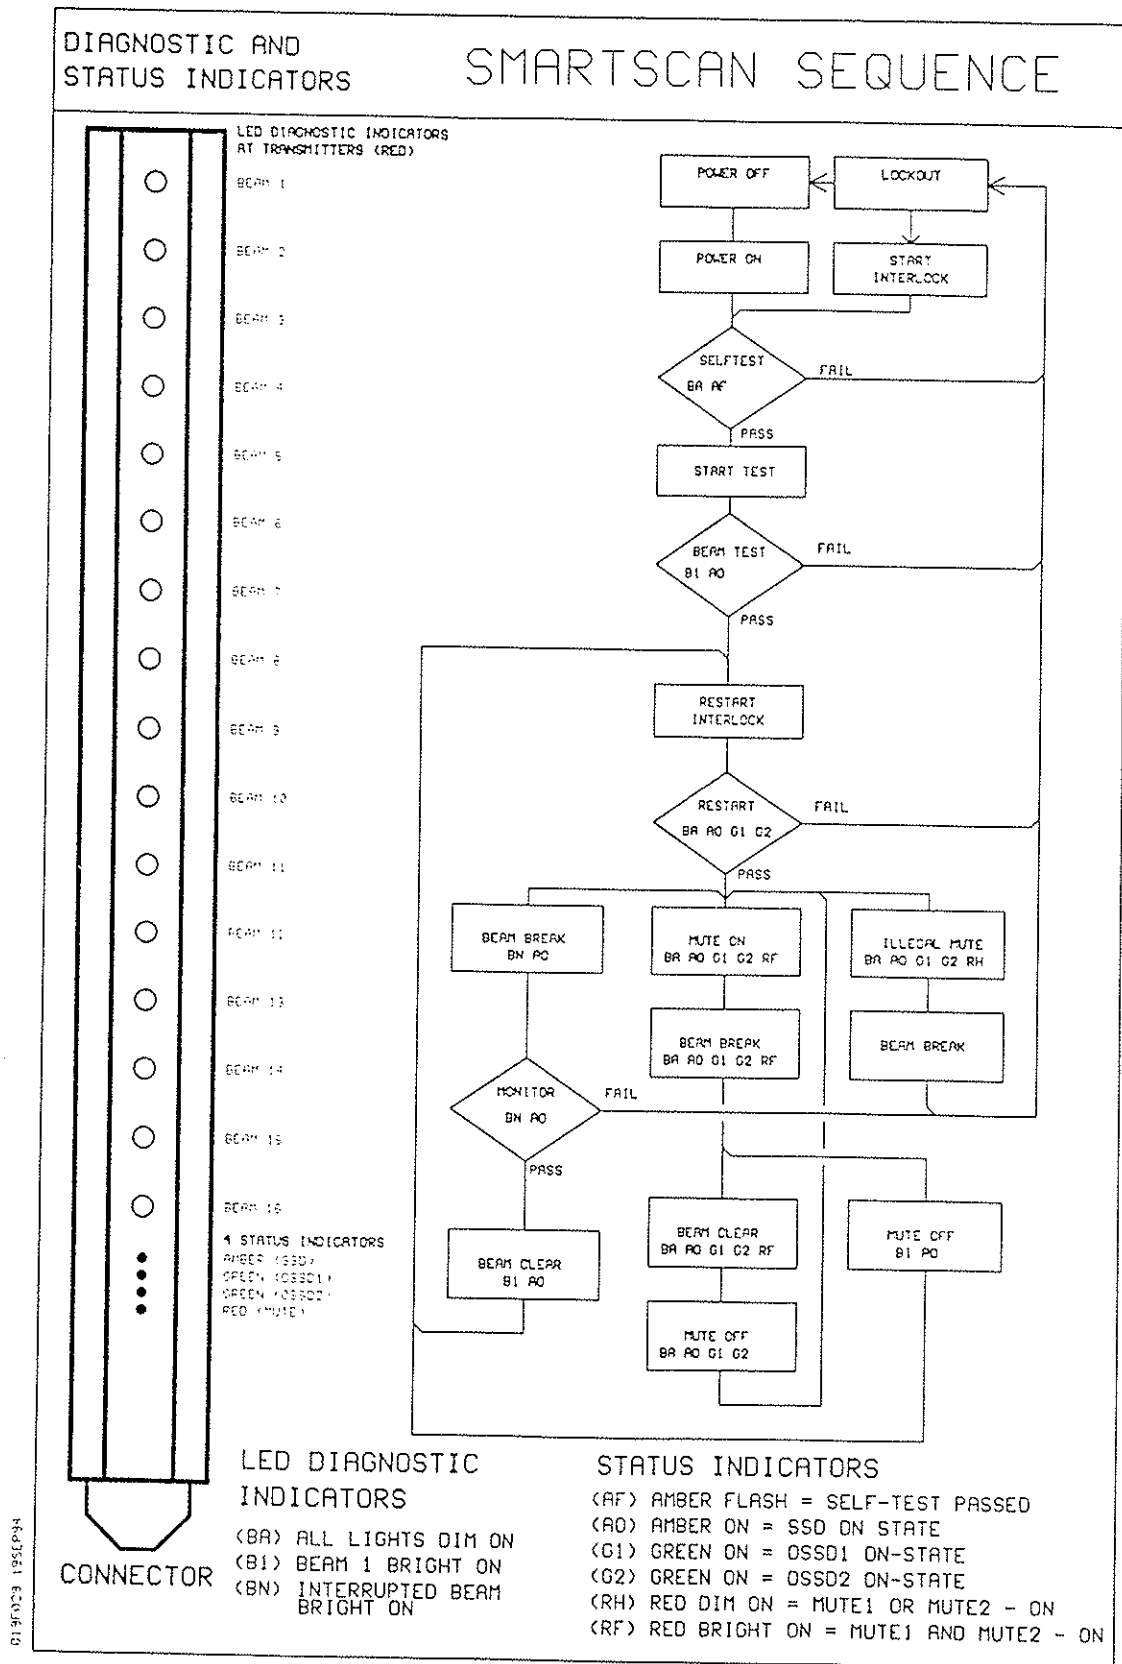 DIAGNOSTIC AND
STATUS INDICATORS
SMARTSCAN SEQUENCE
LED DIAGNOSTIC INDICATORS
AT TRANSMITTERS (RED)
BEAM 1
BEAM 2
BEAM 3
BEAM 4
BEAM 5
BEAM 6
BEAM 7
BEAM 8
BEAM 9
BEAM 10
BEAM 11
BEAM 12
BEAM 13
BEAM 14
BEAM 15
BEAM 16
4 STATUS INDICATORS
AMBER (SSD)
GREEN (OSSD1)
GREEN (OSSD2)
RED (MUTE)
POWER OFF
LOCKOUT
POWER ON
START
INTERLOCK
SELFTEST
BA AF
FAIL
PASS
START TEST
BEAM TEST
B1 AO
FAIL
PASS
RESTART
INTERLOCK
RESTART
BA AO G1 G2
FAIL
PASS
BEAM BREAK
BN AO
MUTE ON
BA AO G1 G2 RF
ILLEGAL MUTE
BA AO G1 G2 RH
BEAM BREAK
BA AO G1 G2 RF
BEAM BREAK
MONITOR
BN AO
FAIL
PASS
BEAM CLEAR
B1 AO
BEAM CLEAR
BA AO G1 G2 RF
MUTE OFF
B1 AO
MUTE OFF
BA AO G1 G2
CONNECTOR
LED DIAGNOSTIC
INDICATORS
(BA) ALL LIGHTS DIM ON
(B1) BEAM 1 BRIGHT ON
(BN) INTERRUPTED BEAM
BRIGHT ON
STATUS INDICATORS
(AF) AMBER FLASH = SELF-TEST PASSED
(AO) AMBER ON = SSD ON STATE
(G1) GREEN ON = OSSD1 ON-STATE
(G2) GREEN ON = OSSD2 ON-STATE
(RH) RED DIM ON = MUTE1 OR MUTE2 - ON
(RF) RED BRIGHT ON = MUTE1 AND MUTE2 - ON
19SEP94